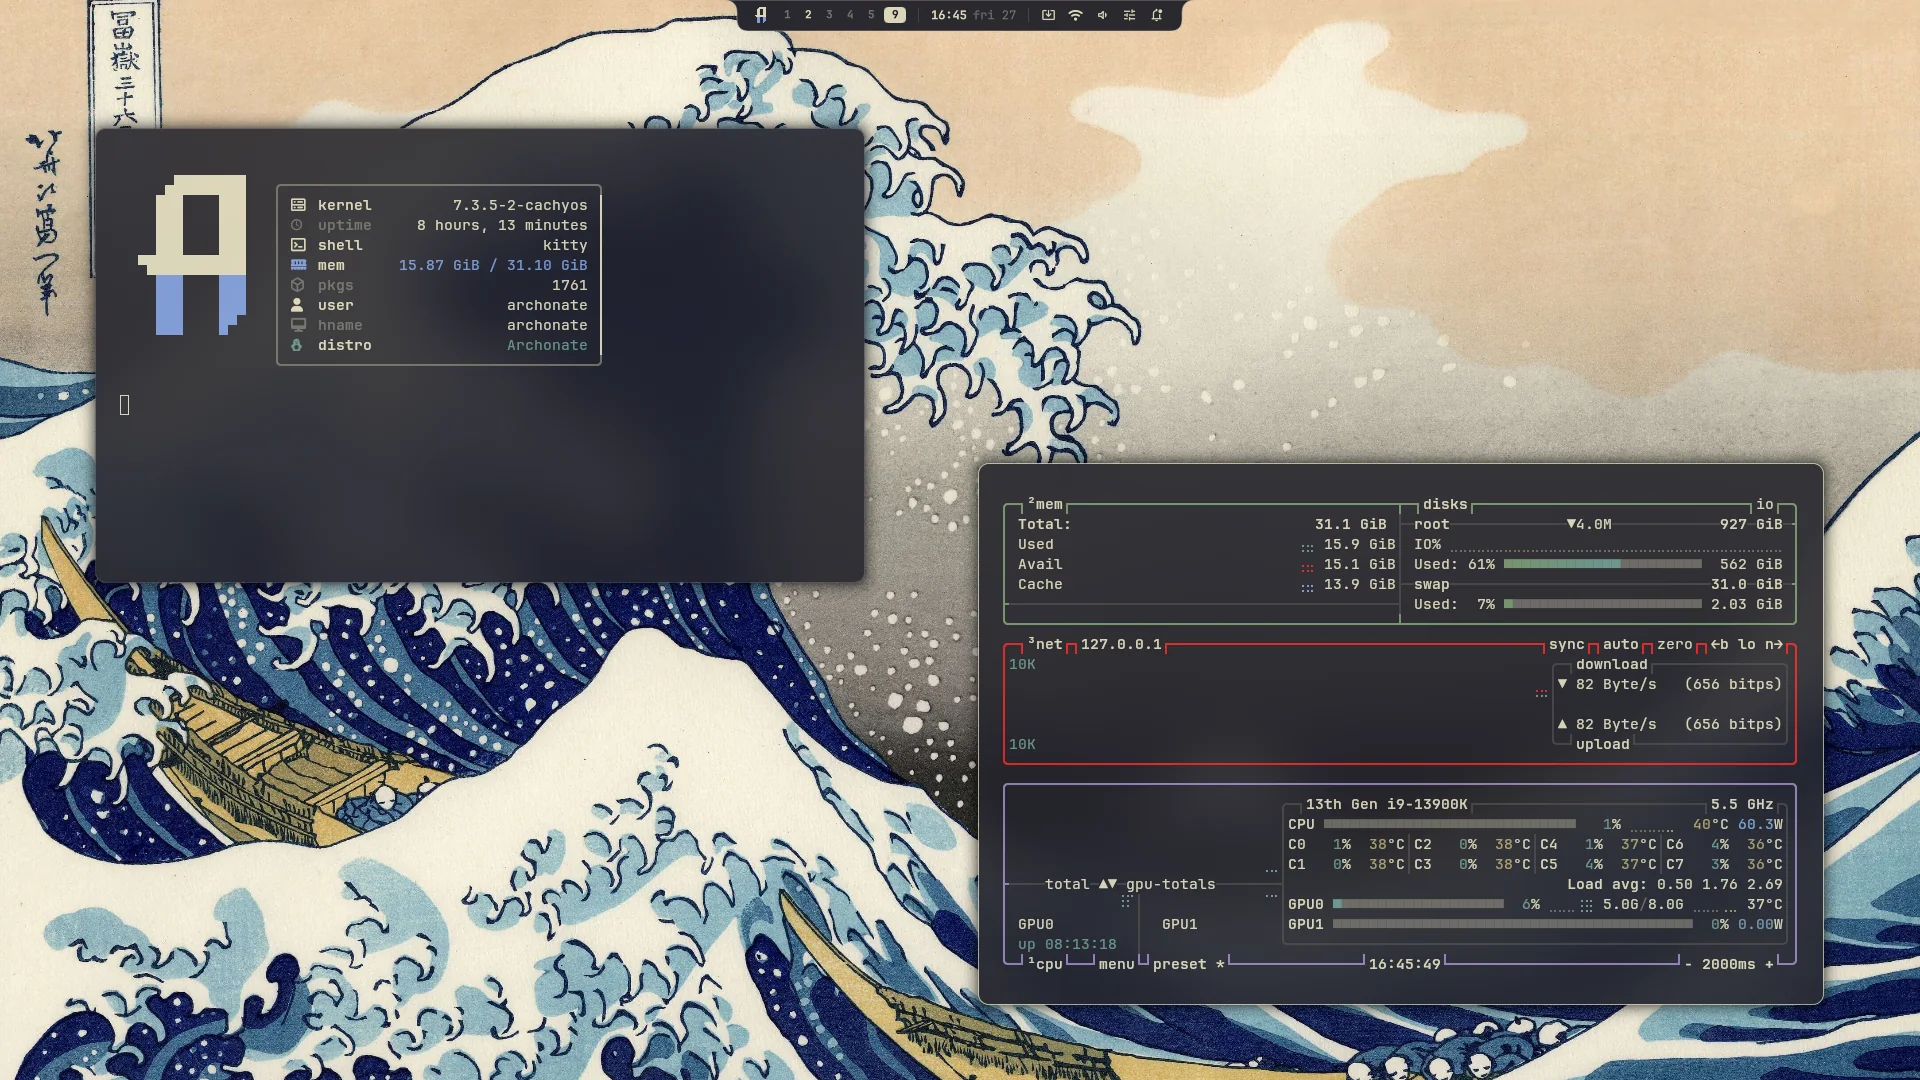 1 2 3 4 5 9 16:45 fri 27
冨
嶽
三
十
六
kernel 7.3.5-2-cachyos
uptime 8 hours, 13 minutes
shell kitty
mem 15.87 GiB / 31.10 GiB
pkgs 1761
user archonate
hname archonate
distro Archonate
²mem disks io
Total: 31.1 GiB root ▼4.0M 927 GiB
Used 15.9 GiB IO%
Avail 15.1 GiB Used: 61% 562 GiB
Cache 13.9 GiB swap 31.0 GiB
Used: 7% 2.03 GiB
³net 127.0.0.1 sync auto zero ←b lo n→
10K download
▼ 82 Byte/s (656 bitps)
▲ 82 Byte/s (656 bitps)
10K upload
13th Gen i9-13900K 5.5 GHz
CPU 1% 40°C 60.3W
C0 1% 38°C C2 0% 38°C C4 1% 37°C C6 4% 36°C
C1 0% 38°C C3 0% 38°C C5 4% 37°C C7 3% 36°C
total ▲▼ gpu-totals Load avg: 0.50 1.76 2.69
GPU0 6% 5.0G/8.0G 37°C
GPU0 GPU1 GPU1 0% 0.00W
up 08:13:18
¹cpu menu preset * 16:45:49 - 2000ms +